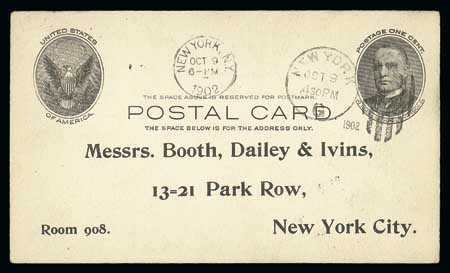 UNITED STATES
OF AMERICA.
NEW YORK, N.Y.
OCT 9
6-PM
1902
NEW YORK
OCT 9
4:30PM
1902
POSTAGE ONE CENT.
THE SPACE ABOVE IS RESERVED FOR POSTMARK.
POSTAL CARD.
THE SPACE BELOW IS FOR THE ADDRESS ONLY.
Messrs. Booth, Dailey & Ivins,
13=21 Park Row,
Room 908.
New York City.